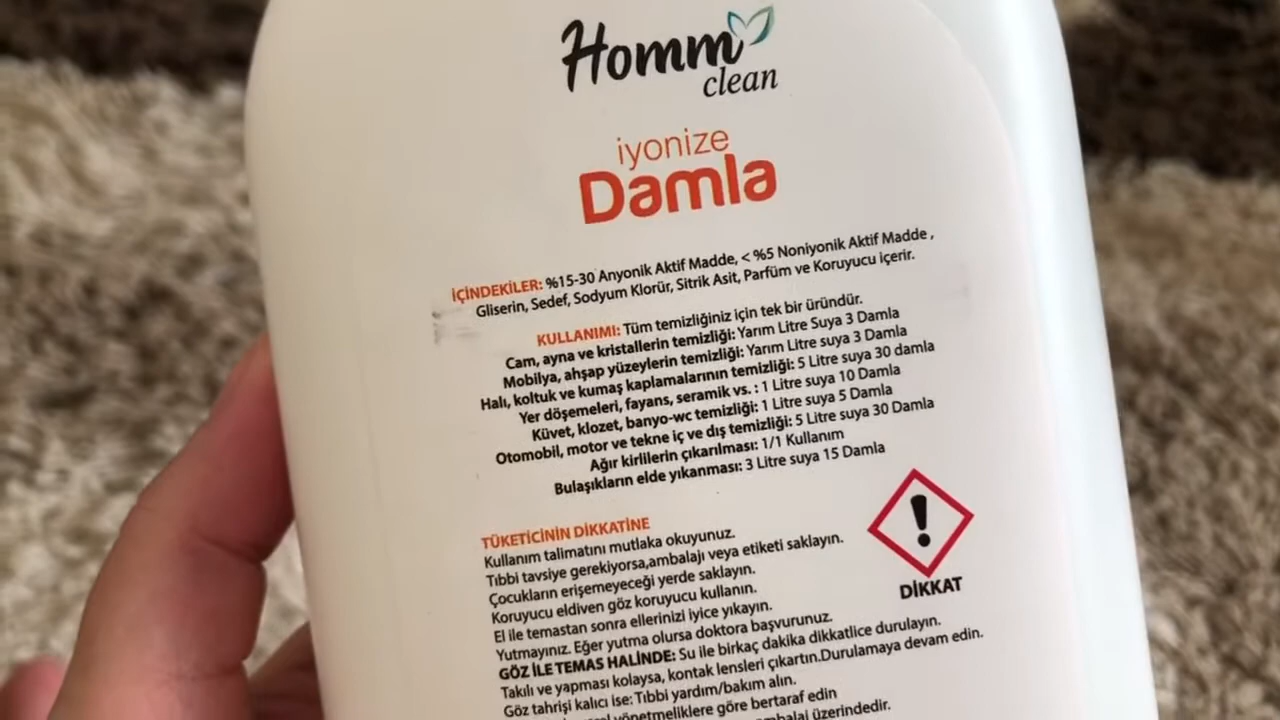 Homm
clean
iyonize
Damla
İÇİNDEKİLER: %15-30 Anyonik Aktif Madde, < %5 Noniyonik Aktif Madde ,
Gliserin, Sedef, Sodyum Klorür, Sitrik Asit, Parfüm ve Koruyucu içerir.
KULLANIMI: Tüm temizliğiniz için tek bir üründür.
Cam, ayna ve kristallerin temizliği: Yarım Litre Suya 3 Damla
Mobilya, ahşap yüzeylerin temizliği: Yarım Litre suya 3 Damla
Halı, koltuk ve kumaş kaplamalarının temizliği: 5 Litre suya 30 damla
Yer döşemeleri, fayans, seramik vs. : 1 Litre suya 10 Damla
Küvet, klozet, banyo-wc temizliği: 1 Litre suya 5 Damla
Otomobil, motor ve tekne iç ve dış temizliği: 5 Litre suya 30 Damla
Ağır kirlilerin çıkarılması: 1/1 Kullanım
Bulaşıkların elde yıkanması: 3 Litre suya 15 Damla
TÜKETİCİNİN DİKKATİNE
Kullanım talimatını mutlaka okuyunuz.
Tıbbi tavsiye gerekiyorsa,ambalajı veya etiketi saklayın.
Çocukların erişemeyeceği yerde saklayın.
Koruyucu eldiven göz koruyucu kullanın.
El ile temastan sonra ellerinizi iyice yıkayın.
Yutmayınız. Eğer yutma olursa doktora başvurunuz.
GÖZ İLE TEMAS HALİNDE: Su ile birkaç dakika dikkatlice durulayın.
Takılı ve yapması kolaysa, kontak lensleri çıkartın.Durulamaya devam edin.
Göz tahrişi kalıcı ise: Tıbbi yardım/bakım alın.
yönetmeliklere göre bertaraf edin
ambalaj üzerindedir.
DİKKAT